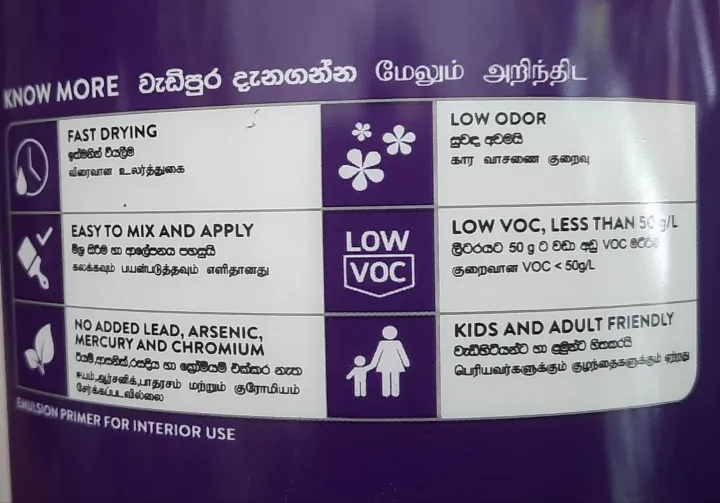 KNOW MORE වැඩිපුර දැනගන්න மேலும் அறிந்திட
FAST DRYING
ඉක්මනින් වියලීම
விரைவான உலர்த்துகை
LOW ODOR
සුවඳ අවමයි
கார வாசணை குறைவு
EASY TO MIX AND APPLY
මිශ්‍ර කිරීම හා ආලේපනය පහසුයි
கலக்கவும் பயன்படுத்தவும் எளிதானது
LOW
VOC
LOW VOC, LESS THAN 50 g/L
ලීටරයට 50 g ට වඩා අඩු VOC මට්ටම
குறைவான VOC < 50g/L
NO ADDED LEAD, ARSENIC,
MERCURY AND CHROMIUM
ඊයම්,ආසනික්,රසදිය හා ක්‍රෝමියම් එක්කර නැත
ஈயம்,ஆர்சனிக்,பாதரசம் மற்றும் குரோமியம்
சேர்க்கப்படவில்லை
KIDS AND ADULT FRIENDLY
වැඩිහිටියන්ට හා ළමුන්ට හිතකරයි
பெரியவர்களுக்கும் குழந்தைகளுக்கும் ஏற்றது
EMULSION PRIMER FOR INTERIOR USE